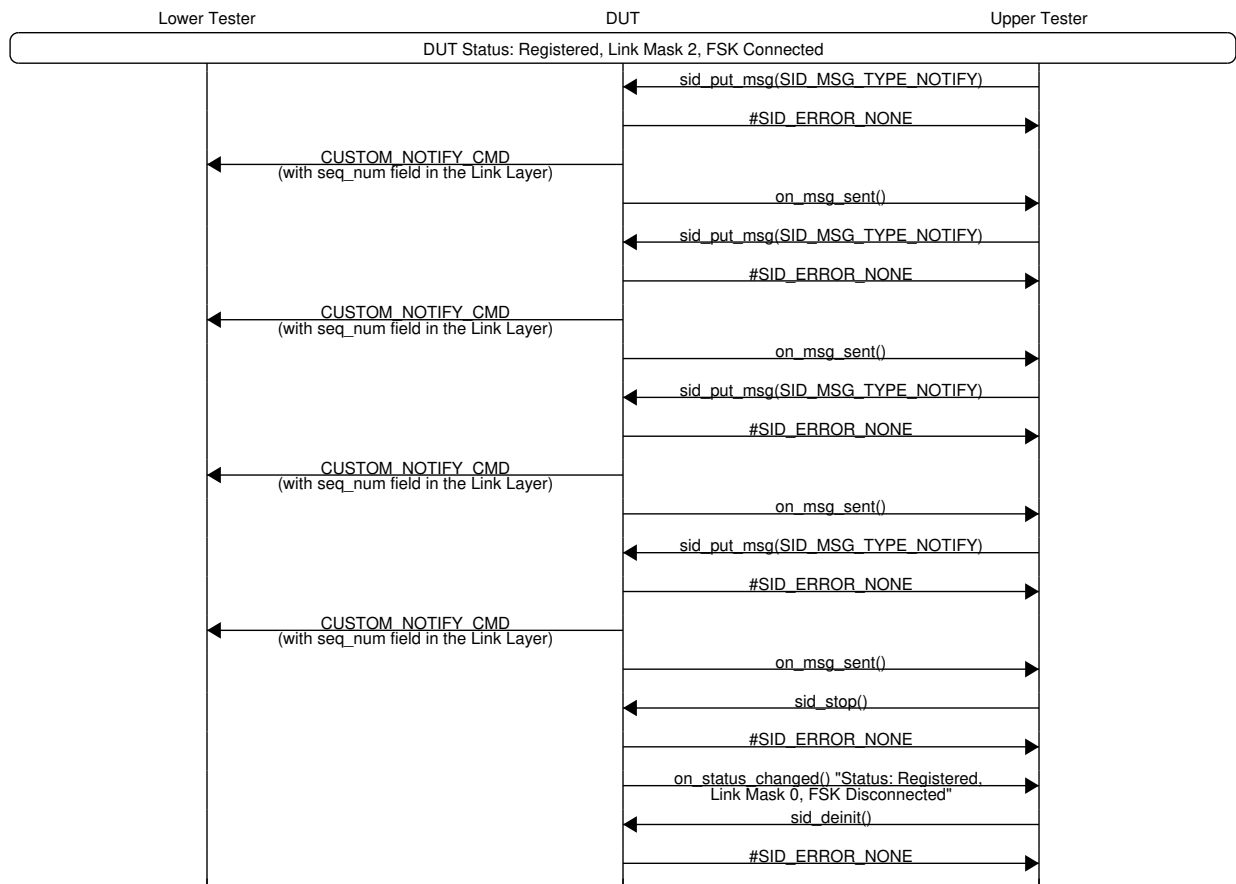 Lower Tester DUT Upper Tester
DUT Status: Registered, Link Mask 2, FSK Connected
sid_put_msg(SID_MSG_TYPE_NOTIFY)
#SID_ERROR_NONE
CUSTOM_NOTIFY_CMD
(with seq_num field in the Link Layer)
on_msg_sent()
sid_put_msg(SID_MSG_TYPE_NOTIFY)
#SID_ERROR_NONE
CUSTOM_NOTIFY_CMD
(with seq_num field in the Link Layer)
on_msg_sent()
sid_put_msg(SID_MSG_TYPE_NOTIFY)
#SID_ERROR_NONE
CUSTOM_NOTIFY_CMD
(with seq_num field in the Link Layer)
on_msg_sent()
sid_put_msg(SID_MSG_TYPE_NOTIFY)
#SID_ERROR_NONE
CUSTOM_NOTIFY_CMD
(with seq_num field in the Link Layer)
on_msg_sent()
sid_stop()
#SID_ERROR_NONE
on_status_changed() "Status: Registered,
Link Mask 0, FSK Disconnected"
sid_deinit()
#SID_ERROR_NONE